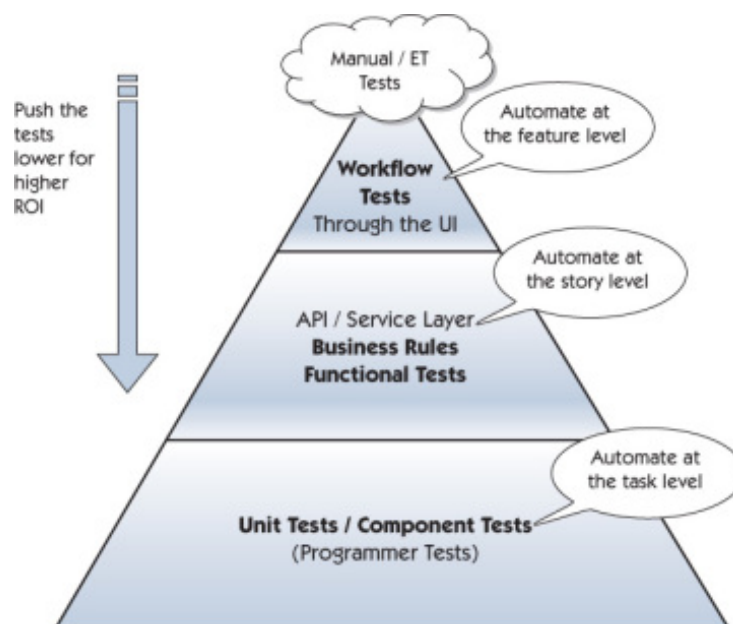 Manual / ET
Tests
Push the
tests
lower for
higher
ROI
Automate at
the feature level
Workflow
Tests
Through the UI
Automate at
the story level
API / Service Layer
Business Rules
Functional Tests
Automate at
the task level
Unit Tests / Component Tests
(Programmer Tests)